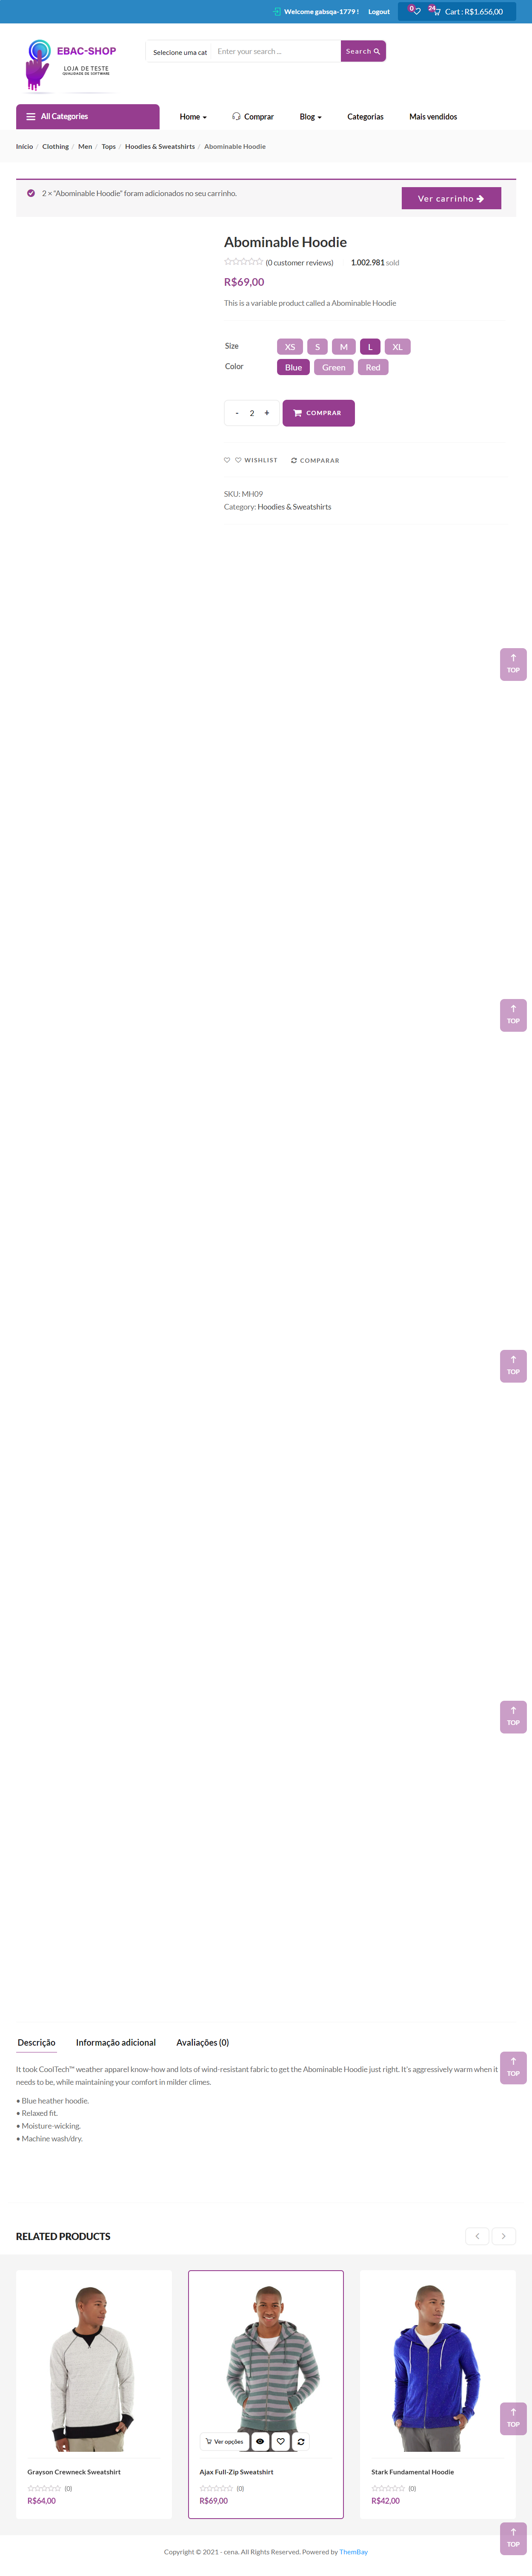 Welcome gabsqa-1779 !
Logout
0
24
Cart : R$1.656,00
EBAC-SHOP
LOJA DE TESTE
(QUALIDADE DE SOFTWARE)
Selecione uma cat
Enter your search ...
Search
All Categories
Home
Comprar
Blog
Categorias
Mais vendidos
Início / Clothing / Men / Tops / Hoodies & Sweatshirts / Abominable Hoodie
2 × "Abominable Hoodie" foram adicionados no seu carrinho.
Ver carrinho
Abominable Hoodie
(0 customer reviews)
1.002.981 sold
R$69,00
This is a variable product called a Abominable Hoodie
Size
XS
S
M
L
XL
Color
Blue
Green
Red
- 2 +
COMPRAR
WISHLIST
COMPARAR
SKU: MH09
Category: Hoodies & Sweatshirts
TOP
TOP
TOP
TOP
Descrição
Informação adicional
Avaliações (0)
TOP
It took CoolTech™ weather apparel know-how and lots of wind-resistant fabric to get the Abominable Hoodie just right. It's aggressively warm when it
needs to be, while maintaining your comfort in milder climes.
• Blue heather hoodie.
• Relaxed fit.
• Moisture-wicking.
• Machine wash/dry.
RELATED PRODUCTS
TOP
Ver opções
Grayson Crewneck Sweatshirt
(0)
R$64,00
Ajax Full-Zip Sweatshirt
(0)
R$69,00
Stark Fundamental Hoodie
(0)
R$42,00
TOP
Copyright © 2021 - cena. All Rights Reserved. Powered by ThemBay